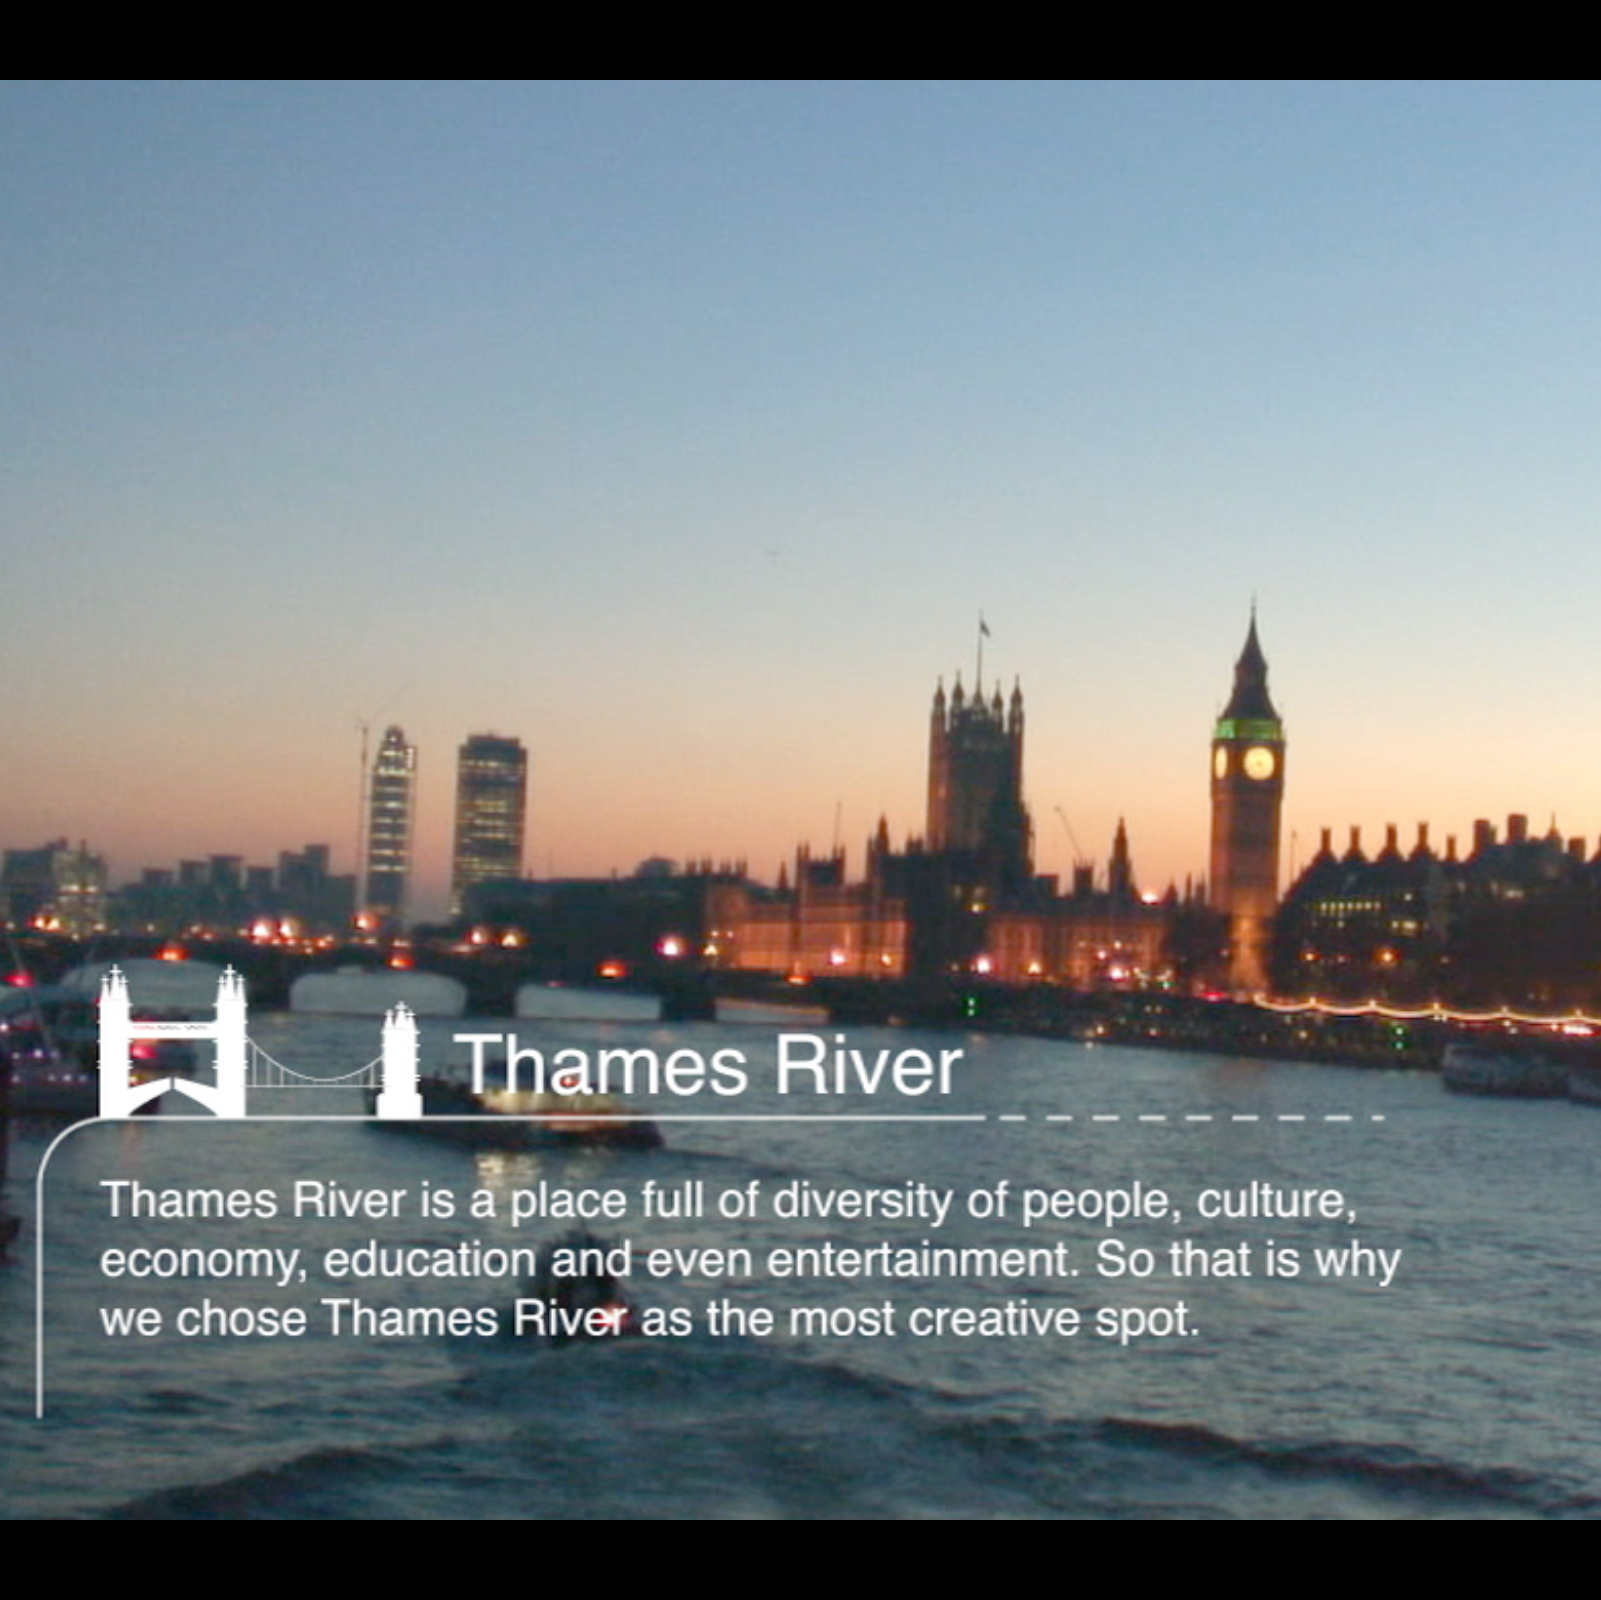 Thames River
Thames River is a place full of diversity of people, culture,
economy, education and even entertainment. So that is why
we chose Thames River as the most creative spot.